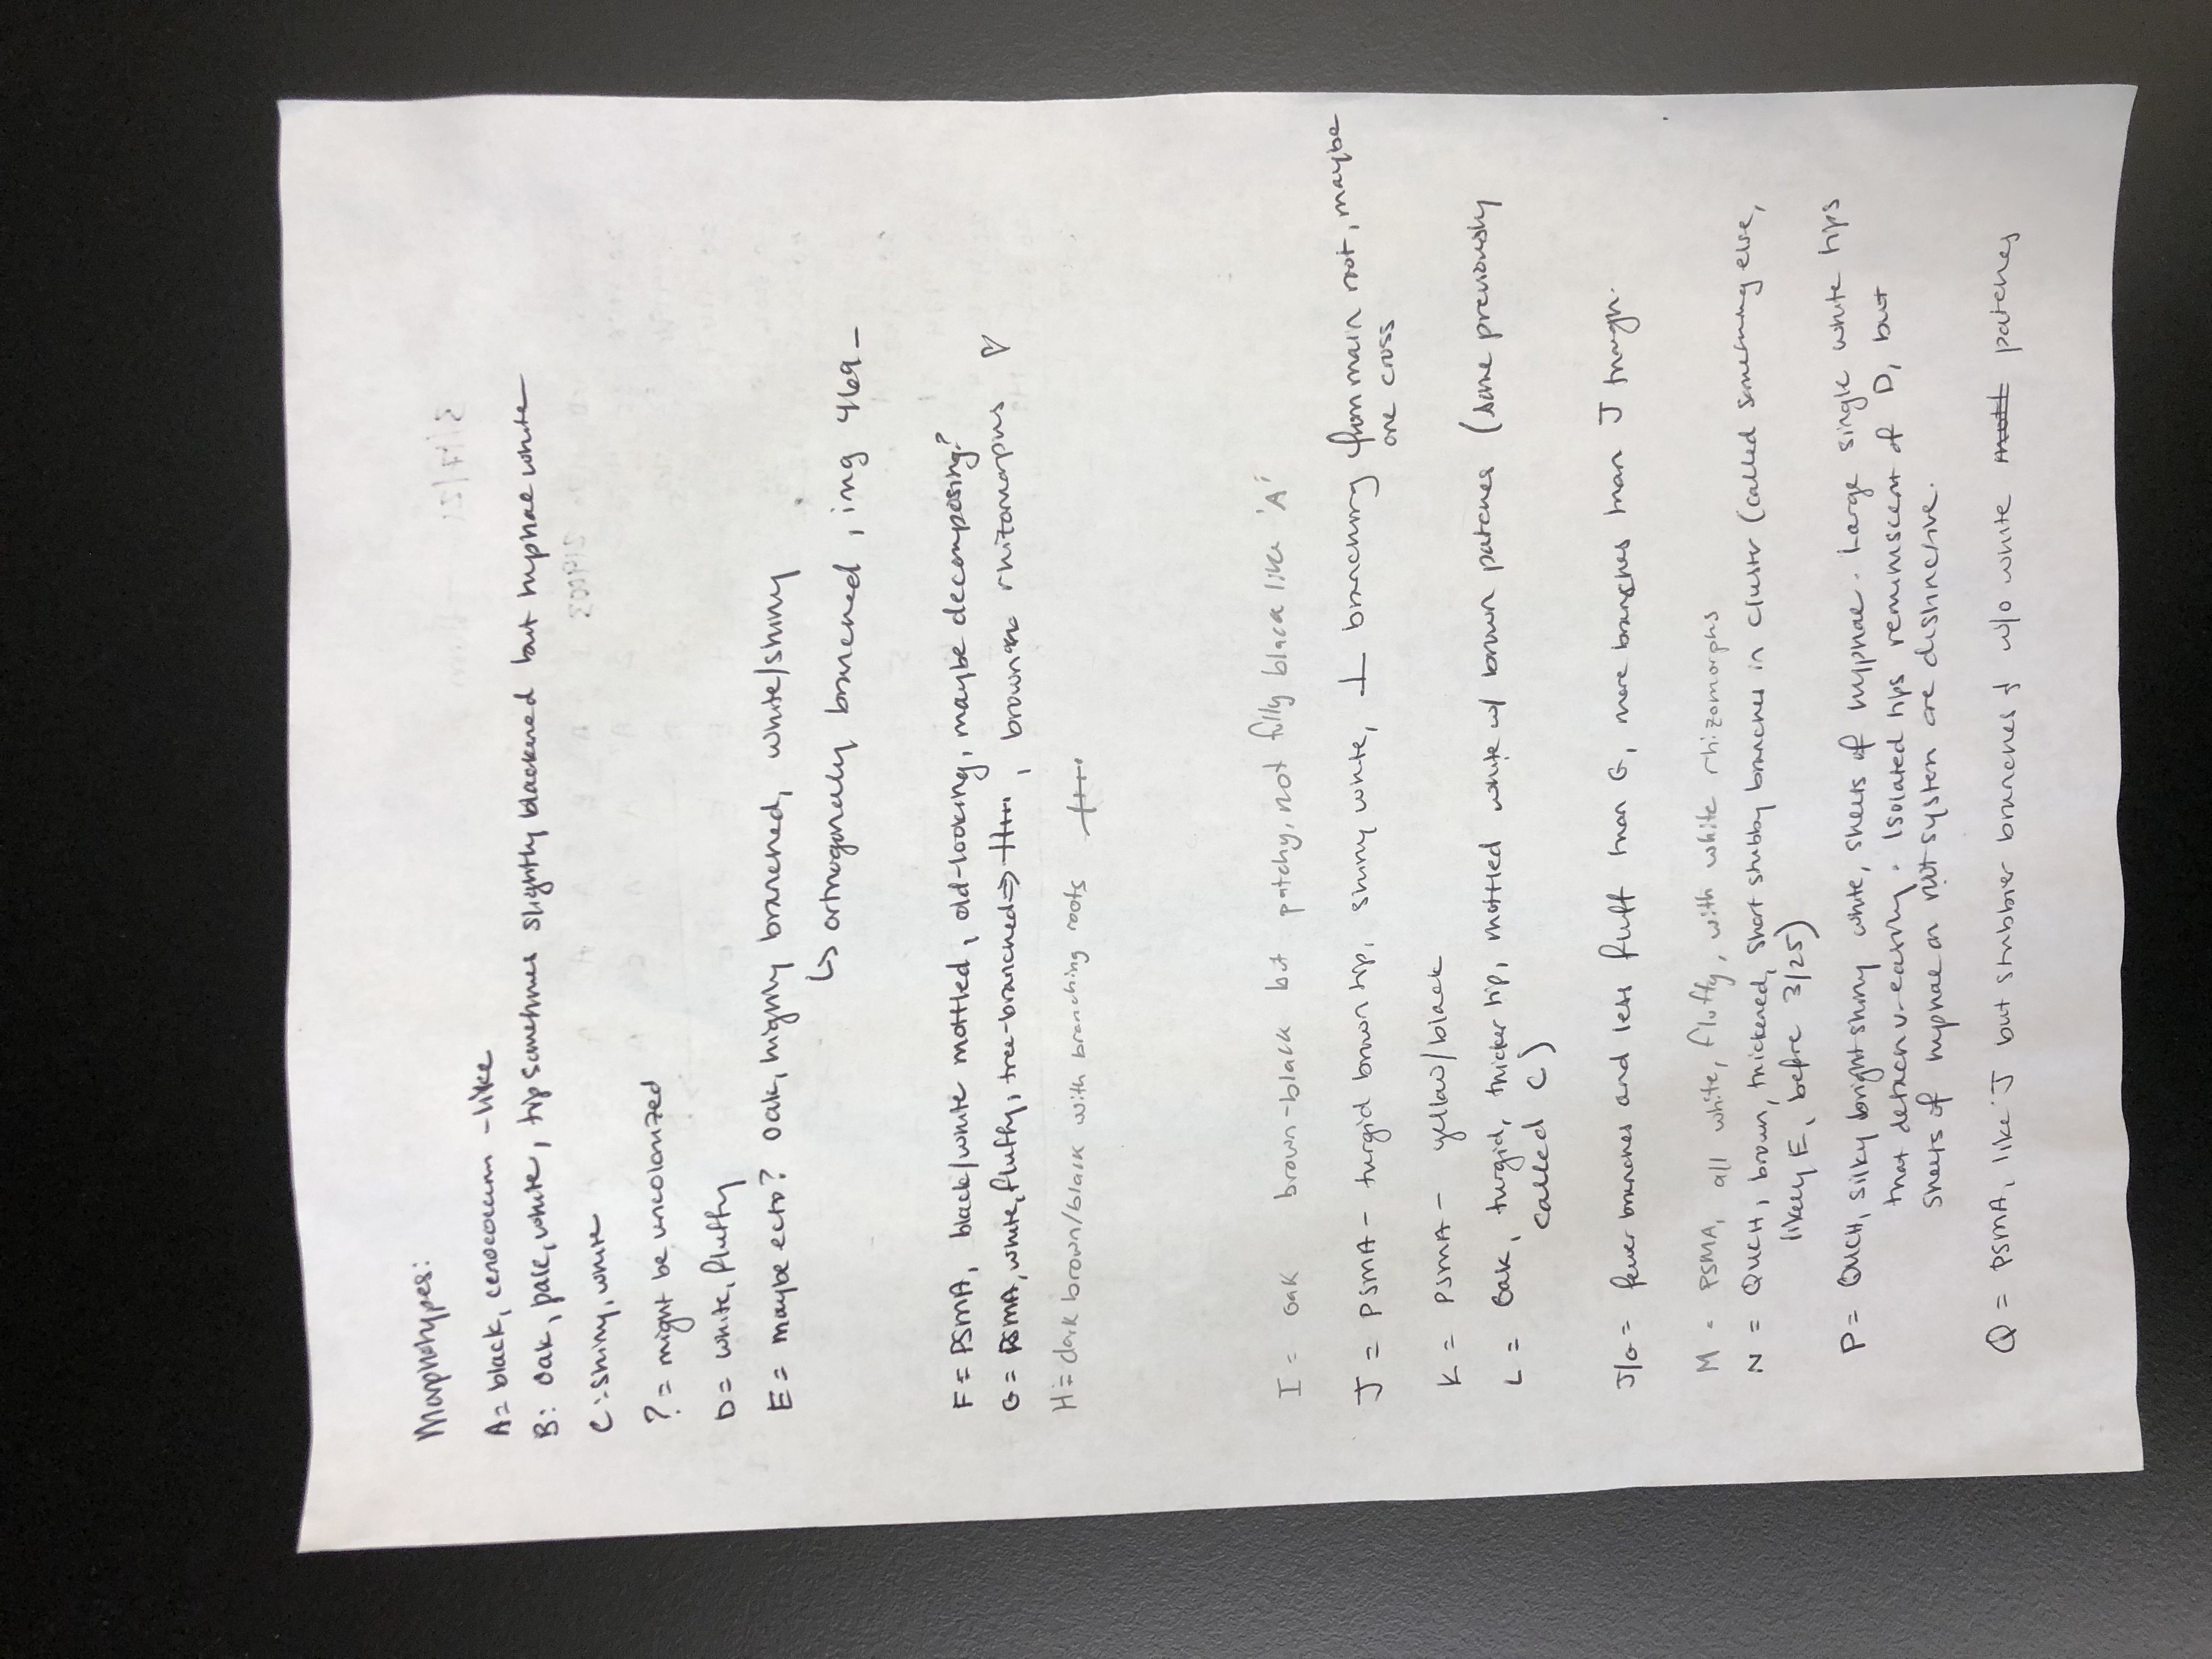 Morphotypes:
A= black, cenococcum -like
B: oak, pale, white, tip sometimes slightly blackened but hyphae white
C: shiny, white
? = might be uncolonized
D= white, fluffy
E= maybe ecto? Oak, highly branched, white/shiny
↳ orthogonally branched, img 469-
F= PSMA, black/white mottled, old-looking, maybe decomposing?
G= PSMA, white, fluffy, tree-branched⇒ , brown rhizomorphs ♡
H= dark brown/black with branching roots
I = oak brown-black but patchy, not fully black like 'A'
J = PSMA - turgid brown tip, shiny white, ⊥ branching from main root, maybe
one cross
K = PSMA - yellow/black
L = Oak, turgid, thicker tip, mottled white w/ brown patches (some previously
called C)
J/G = fewer branches and less fluff than G, more branches than J though.
M = PSMA, all white, fluffy, with white rhizomorphs
N = QUCH, brown, thickened, short stubby branches in cluster (called something else,
likely E, before 3/25)
P= QUCH, silky bright shiny white, sheets of hyphae. Large single white tips
that detach v. easily. Isolated tips reminiscent of D, but
sheets of hyphae on root system are distinctive.
Q = PSMA, like J but stubbier branches & w/o white patches